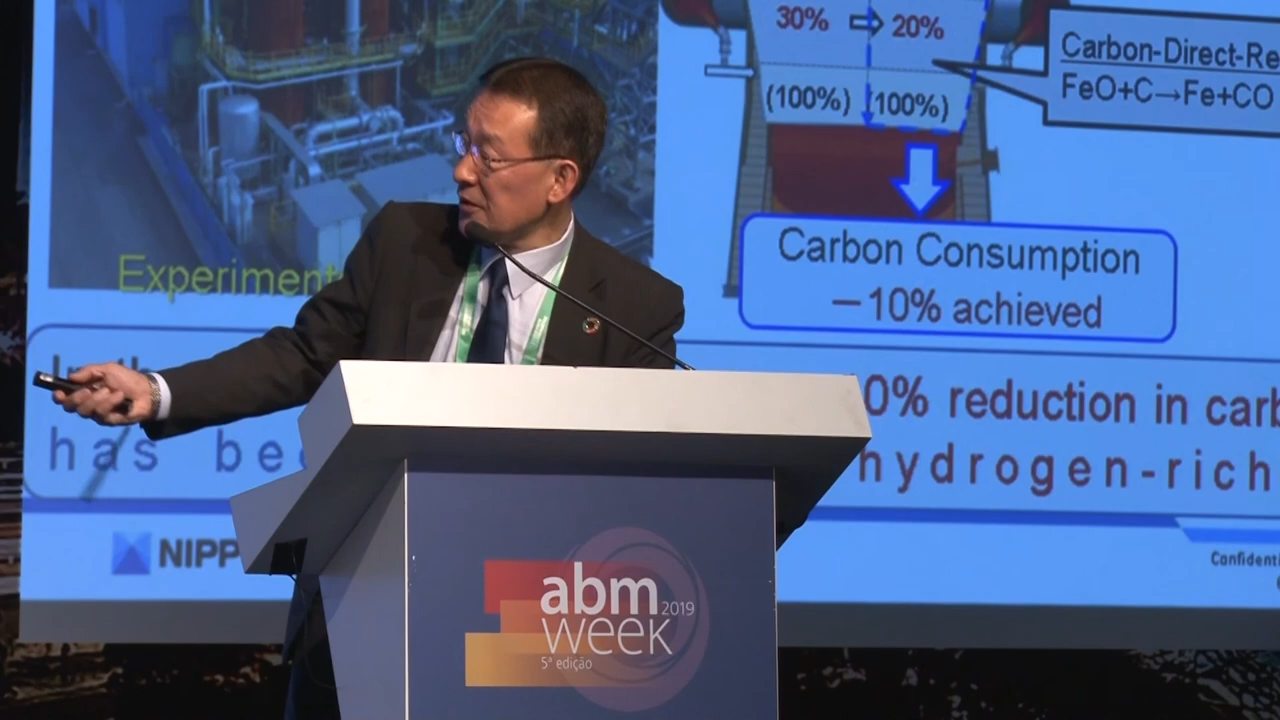 30% ⇨ 20%
(100%) (100%)
Carbon-Direct-Re
FeO+C→Fe+CO
Experiment
Carbon Consumption
−10% achieved
0% reduction in carb
has be
hydrogen-rich
NIPP
Confidenti
abm
2019
week
5ª edição